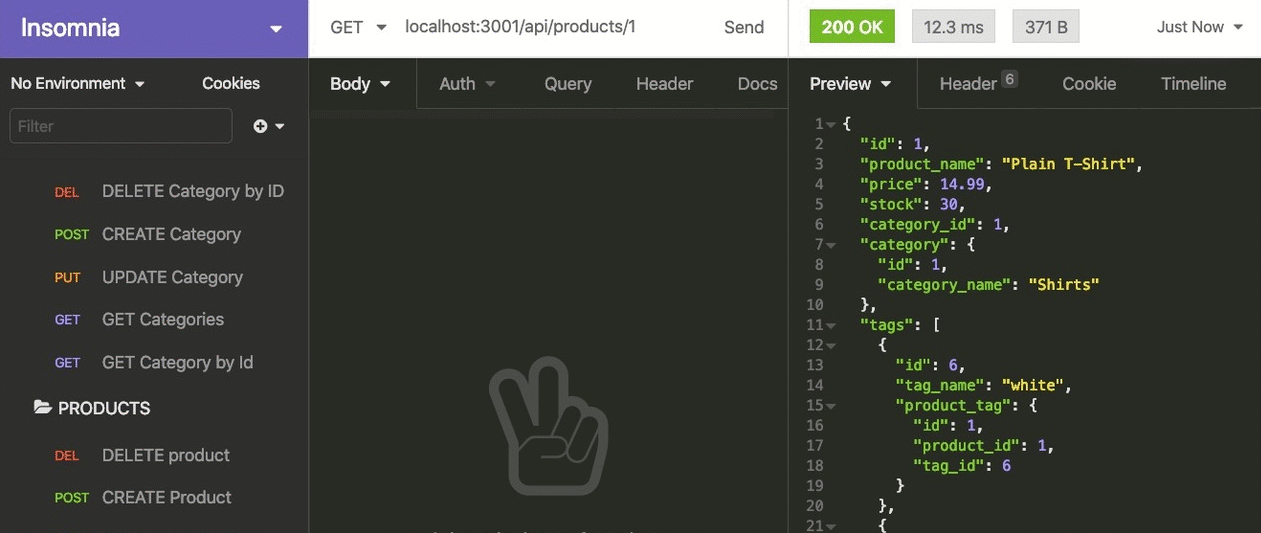 Insomnia
GET localhost:3001/api/products/1 Send
200 OK 12.3 ms 371 B Just Now
No Environment Cookies
Filter
DEL DELETE Category by ID
POST CREATE Category
PUT UPDATE Category
GET GET Categories
GET GET Category by Id
PRODUCTS
DEL DELETE product
POST CREATE Product
Body Auth Query Header Docs
Preview Header 6 Cookie Timeline
1 {
2 "id": 1,
3 "product_name": "Plain T-Shirt",
4 "price": 14.99,
5 "stock": 30,
6 "category_id": 1,
7 "category": {
8 "id": 1,
9 "category_name": "Shirts"
10 },
11 "tags": [
12 {
13 "id": 6,
14 "tag_name": "white",
15 "product_tag": {
16 "id": 1,
17 "product_id": 1,
18 "tag_id": 6
19 }
20 },
21 {